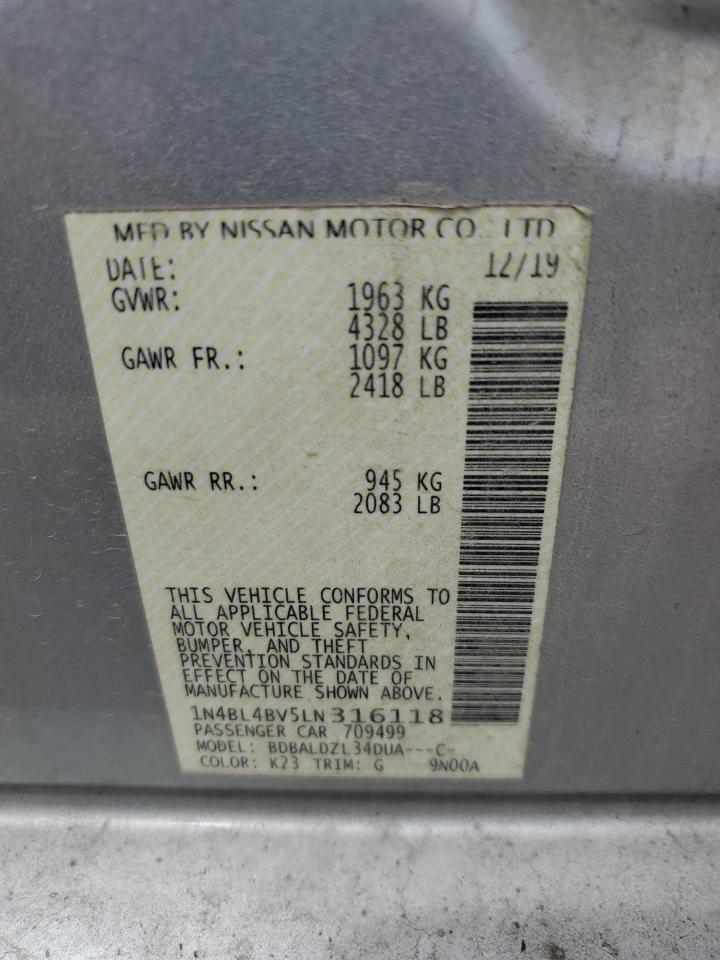 MFD BY NISSAN MOTOR CO., LTD.
DATE: 12/19
GVWR: 1963 KG
4328 LB
GAWR FR.: 1097 KG
2418 LB
GAWR RR.: 945 KG
2083 LB
THIS VEHICLE CONFORMS TO
ALL APPLICABLE FEDERAL
MOTOR VEHICLE SAFETY,
BUMPER, AND THEFT
PREVENTION STANDARDS IN
EFFECT ON THE DATE OF
MANUFACTURE SHOWN ABOVE.
1N4BL4BV5LN316118
PASSENGER CAR 709499
MODEL: BDBALDZL34DUA---C-
COLOR: K23 TRIM: G 9N00A